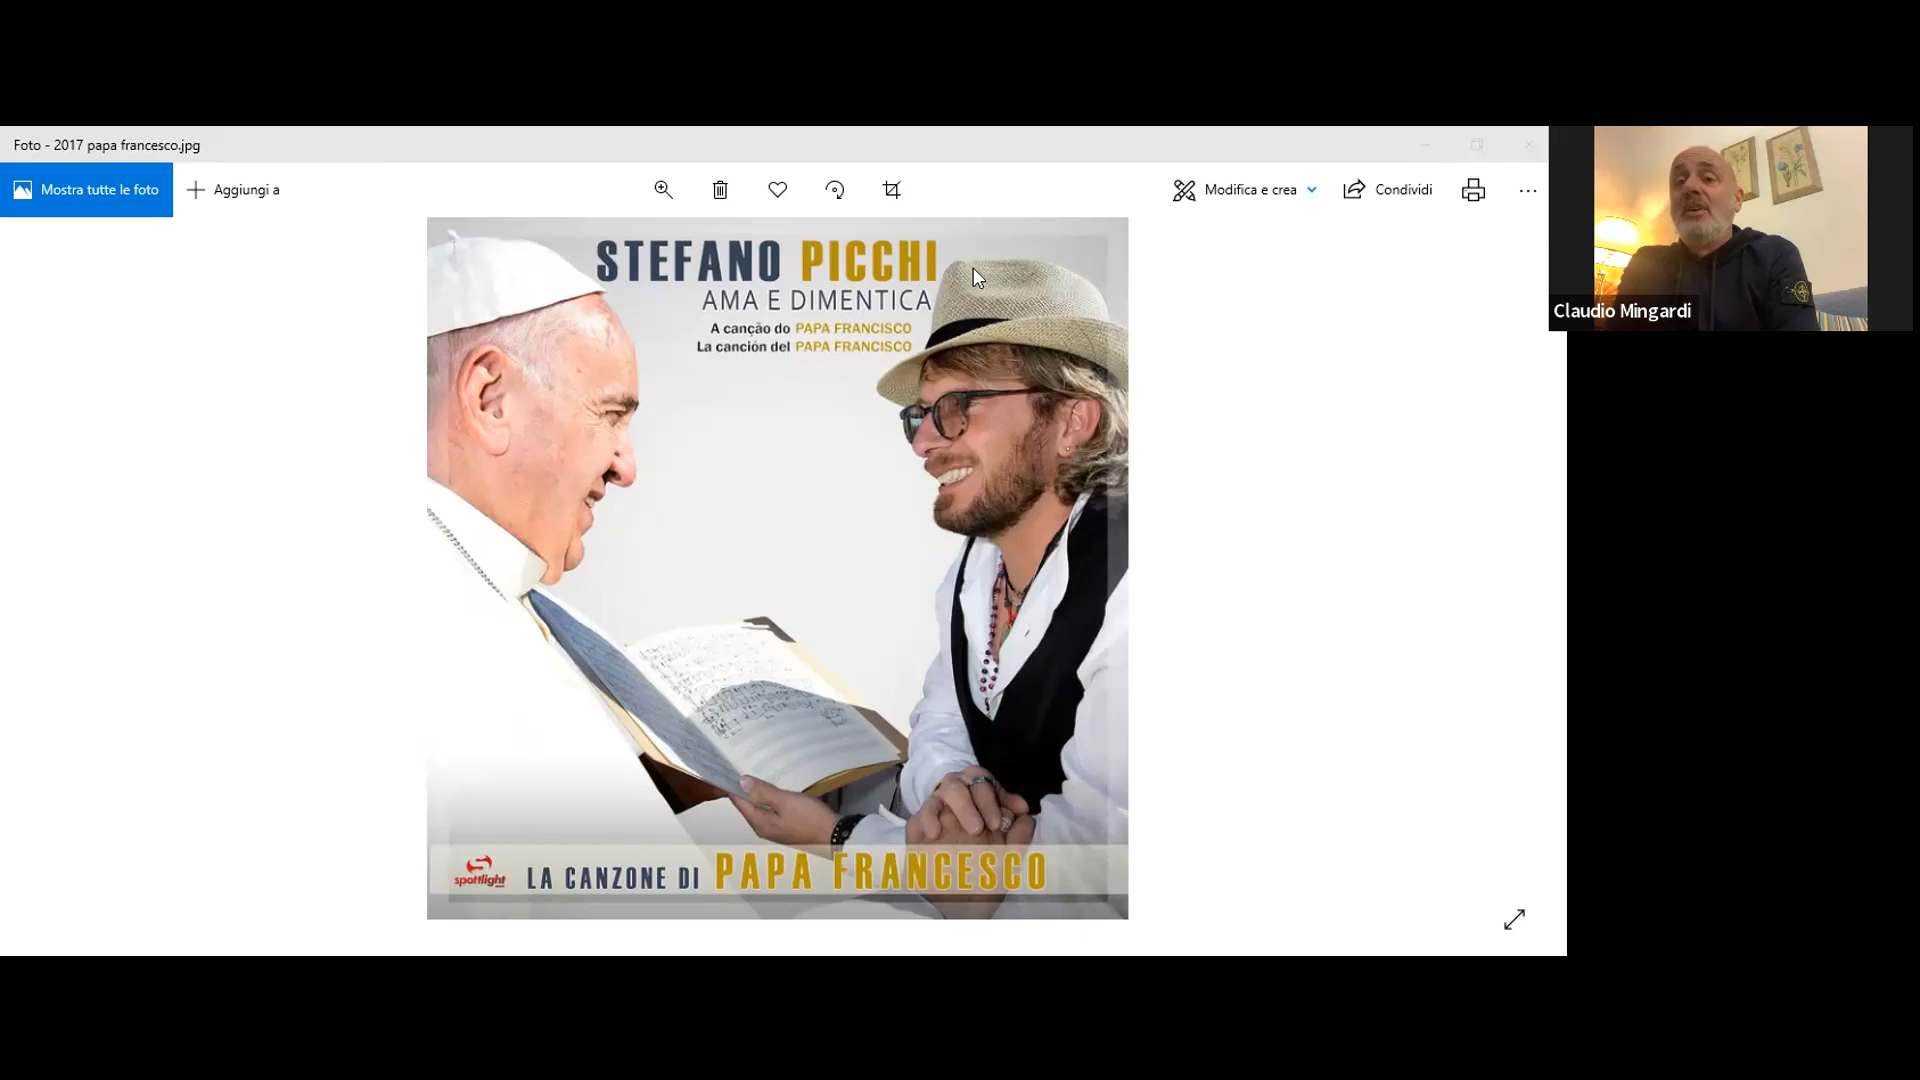 Foto - 2017 papa francesco.jpg
Mostra tutte le foto
Aggiungi a
Modifica e crea
Condividi
STEFANO PICCHI
AMA E DIMENTICA
A canção do PAPA FRANCISCO
La canción del PAPA FRANCISCO
Claudio Mingardi
spottlight
LA CANZONE DI PAPA FRANCESCO